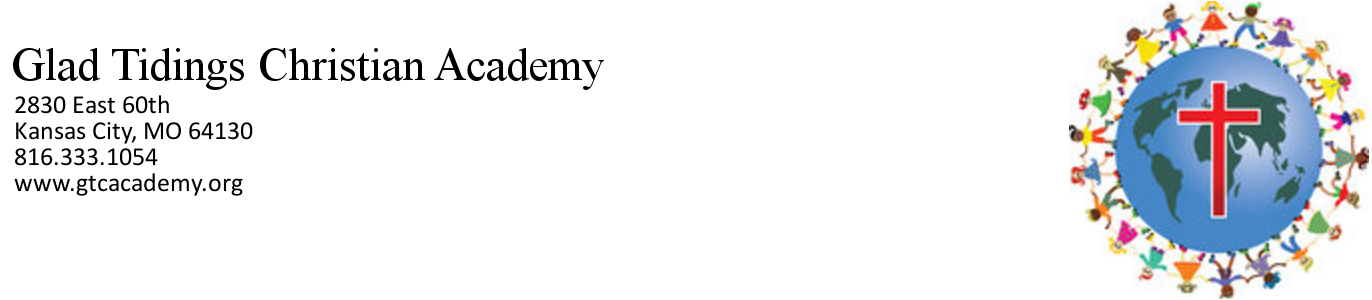 Glad Tidings Christian Academy
2830 East 60th
Kansas City, MO 64130
816.333.1054
www.gtcacademy.org